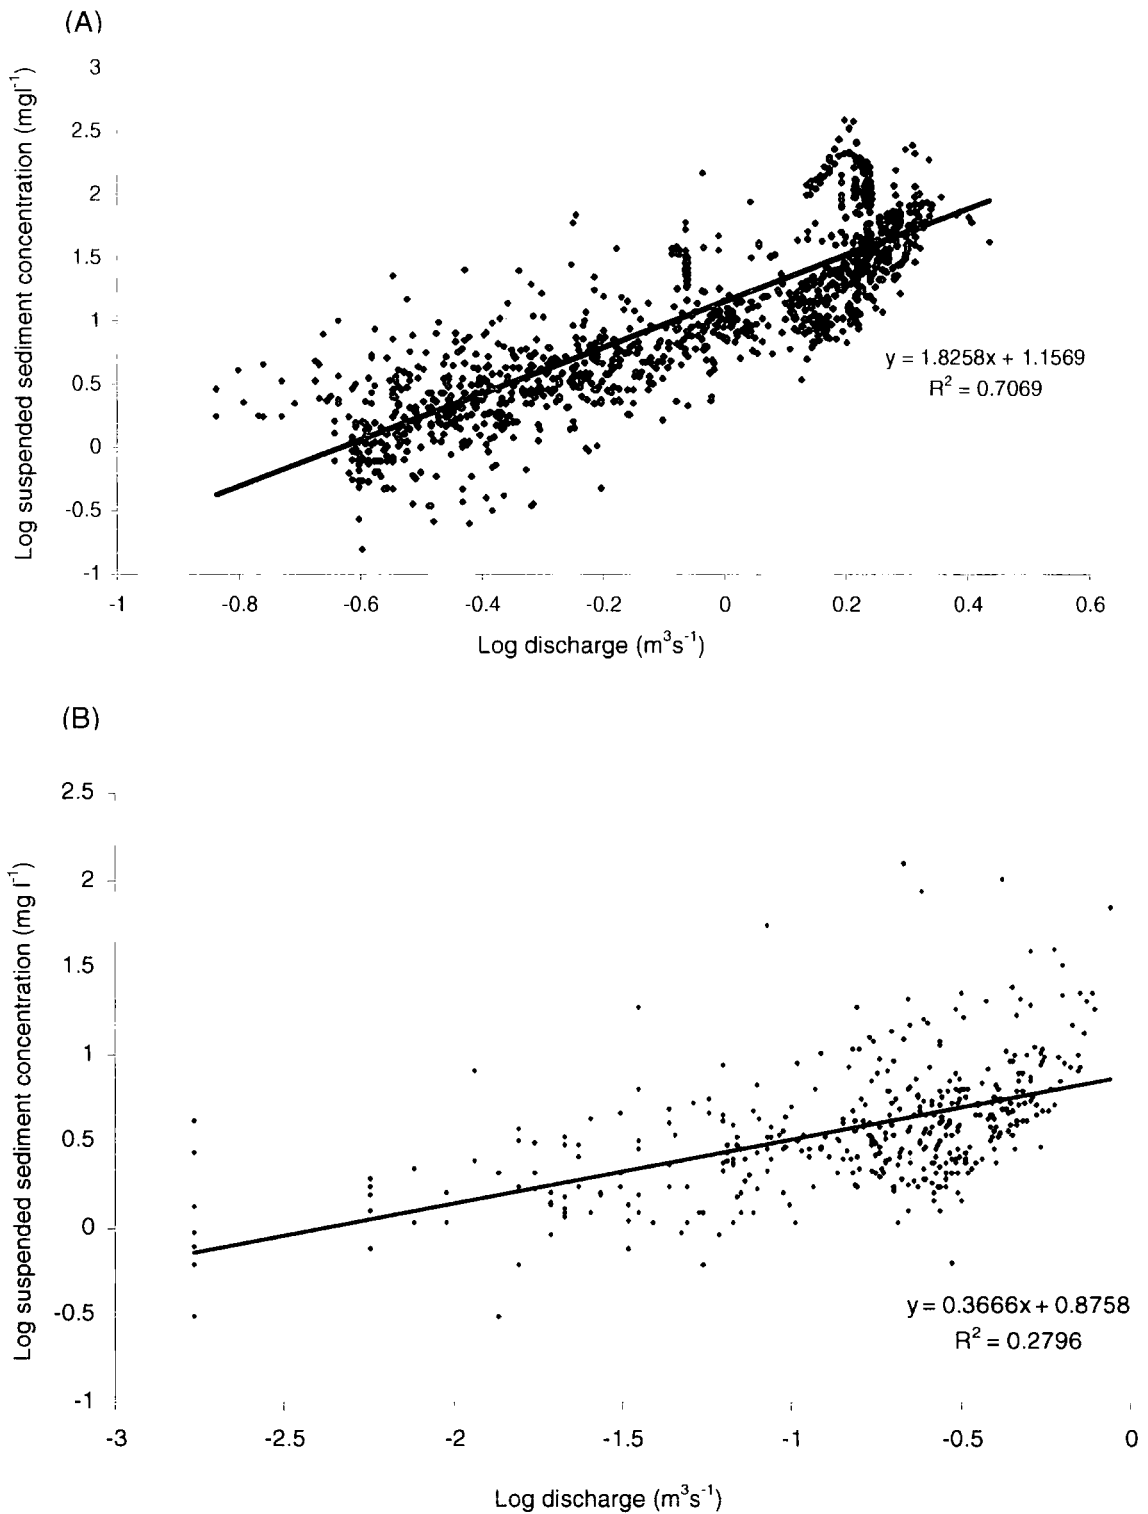 (A)
Log suspended sediment concentration (mgl⁻¹)
3
2.5
2
1.5
1
0.5
0
-0.5
-1
-1 -0.8 -0.6 -0.4 -0.2 0 0.2 0.4 0.6
y = 1.8258x + 1.1569
R² = 0.7069
Log discharge (m³s⁻¹)
(B)
Log suspended sediment concentration (mg l⁻¹)
2.5
2
1.5
1
0.5
0
-0.5
-1
-3 -2.5 -2 -1.5 -1 -0.5 0
y = 0.3666x + 0.8758
R² = 0.2796
Log discharge (m³s⁻¹)